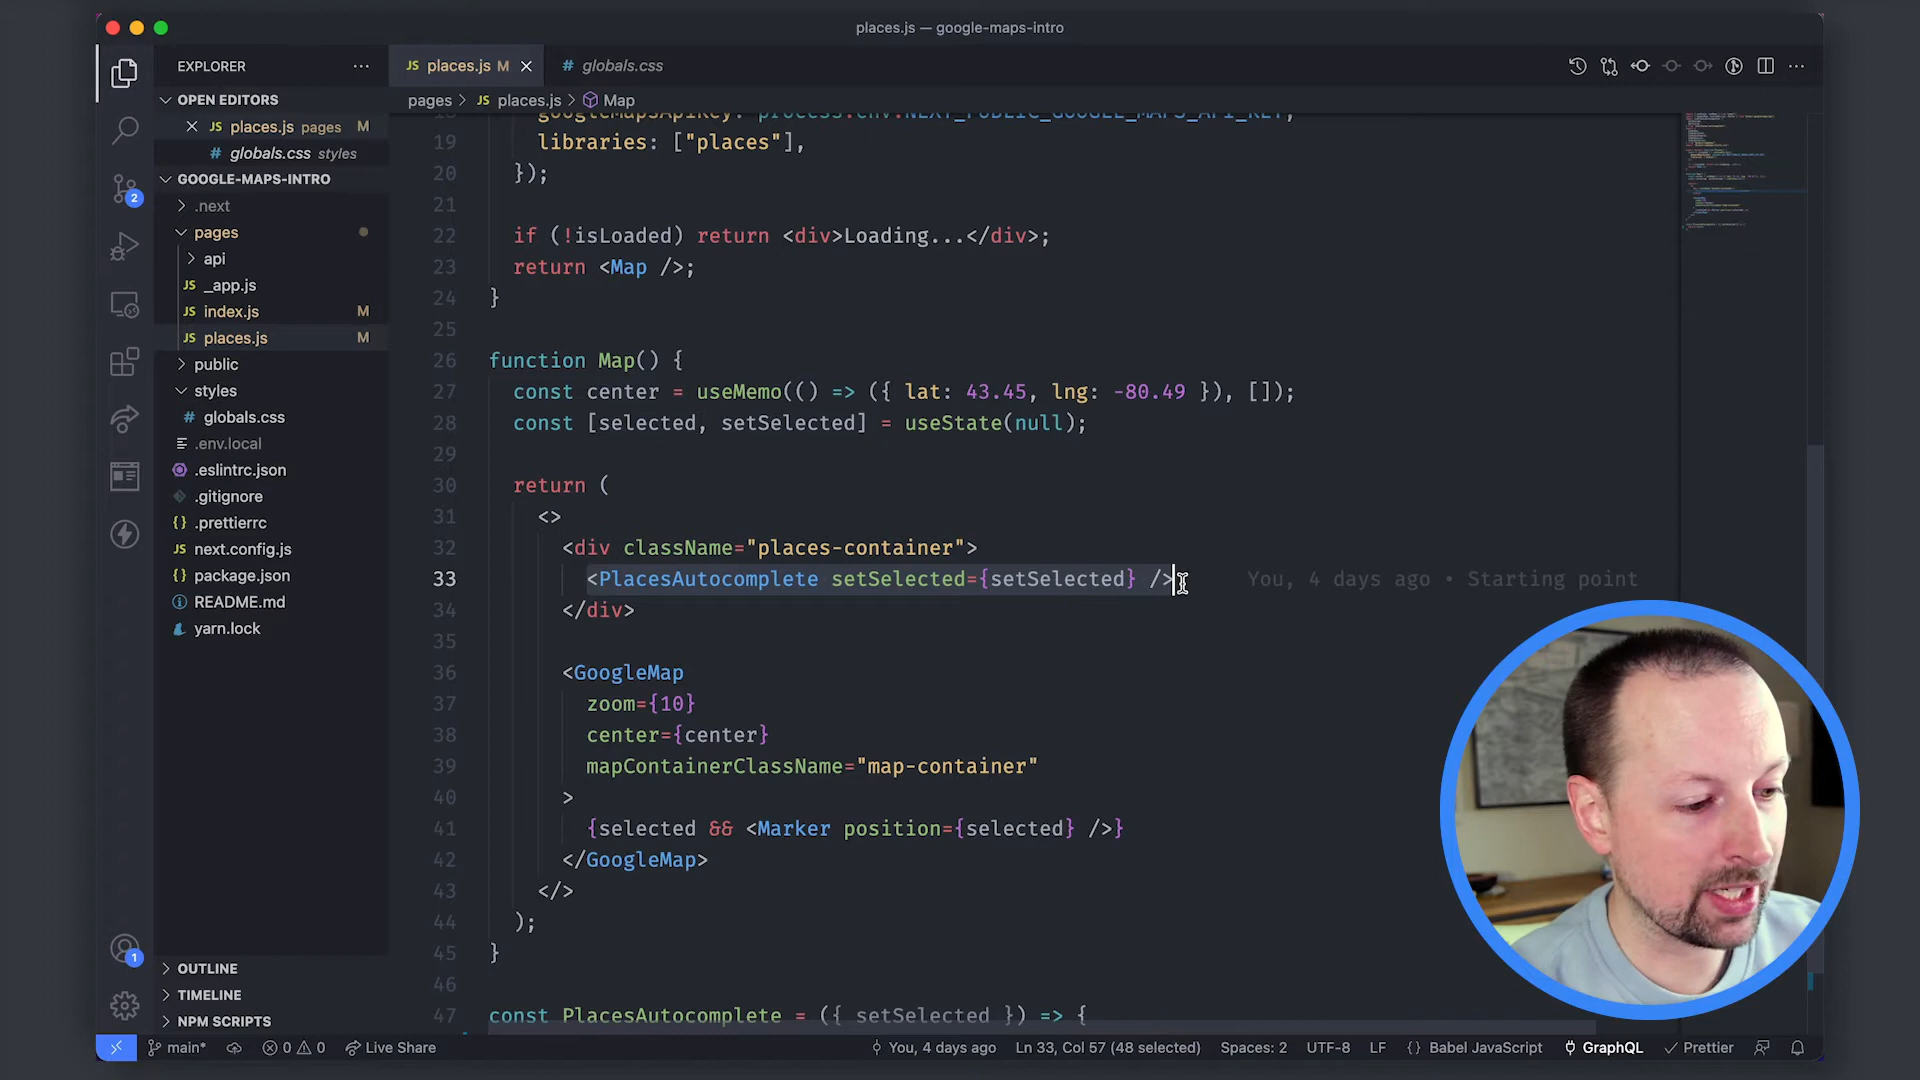 places.js — google-maps-intro
EXPLORER
JS places.js M
# globals.css
OPEN EDITORS
JS places.js pages M
# globals.css styles
GOOGLE-MAPS-INTRO
.next
pages
api
JS _app.js
JS index.js M
JS places.js M
public
styles
# globals.css
.env.local
.eslintrc.json
.gitignore
{} .prettierrc
JS next.config.js
{} package.json
README.md
yarn.lock
2
1
OUTLINE
TIMELINE
NPM SCRIPTS
pages > JS places.js > Map
18 googleMapsApiKey: process.env.NEXT_PUBLIC_GOOGLE_MAPS_API_KEY,
19 libraries: ["places"],
20 });
21
22 if (!isLoaded) return <div>Loading...</div>;
23 return <Map />;
24 }
25
26 function Map() {
27 const center = useMemo(() => ({ lat: 43.45, lng: -80.49 }), []);
28 const [selected, setSelected] = useState(null);
29
30 return (
31 <>
32 <div className="places-container">
33 <PlacesAutocomplete setSelected={setSelected} /> You, 4 days ago • Starting point
34 </div>
35
36 <GoogleMap
37 zoom={10}
38 center={center}
39 mapContainerClassName="map-container"
40 >
41 {selected && <Marker position={selected} />}
42 </GoogleMap>
43 </>
44 );
45 }
46
47 const PlacesAutocomplete = ({ setSelected }) => {
main* 0 0 Live Share You, 4 days ago Ln 33, Col 57 (48 selected) Spaces: 2 UTF-8 LF {} Babel JavaScript GraphQL Prettier